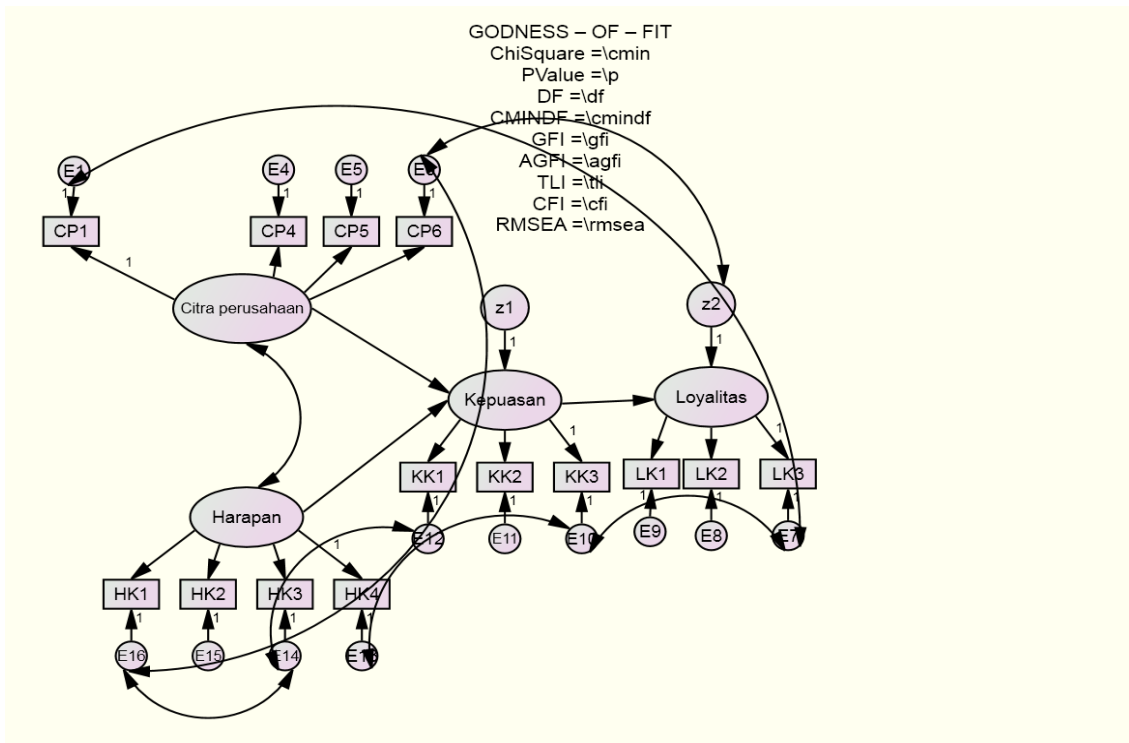 GODNESS – OF – FIT
ChiSquare =\cmin
PValue =\p
DF =\df
CMINDF =\cmindf
GFI =\gfi
AGFI =\agfi
TLI =\tli
CFI =\cfi
RMSEA =\rmsea
E1 E4 E5 E6
1 1 1 1
CP1 CP4 CP5 CP6
1
Citra perusahaan
z1 z2
1 1
Kepuasan Loyalitas
1 1
KK1 KK2 KK3 LK1 LK2 LK3
1 1 1 1 1 1
E12 E11 E10 E9 E8 E7
Harapan
1
HK1 HK2 HK3 HK4
1 1 1 1
E16 E15 E14